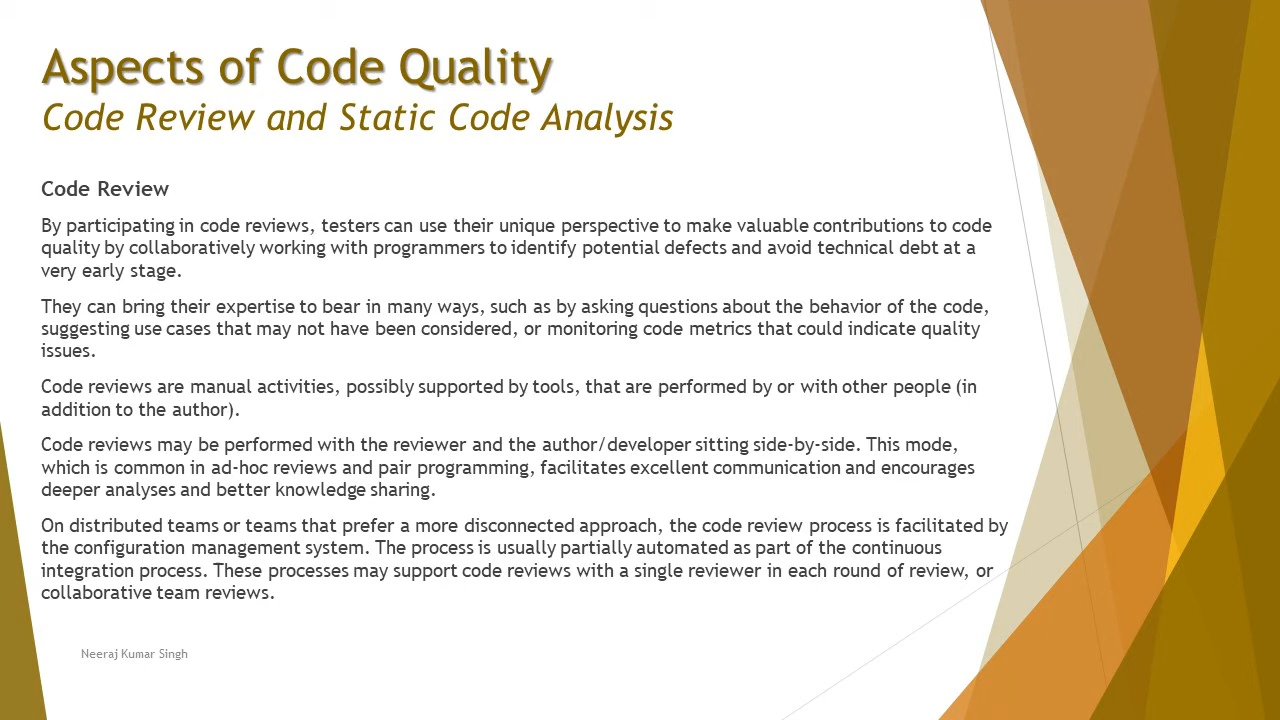 Aspects of Code Quality
Code Review and Static Code Analysis
Code Review
By participating in code reviews, testers can use their unique perspective to make valuable contributions to code
quality by collaboratively working with programmers to identify potential defects and avoid technical debt at a
very early stage.
They can bring their expertise to bear in many ways, such as by asking questions about the behavior of the code,
suggesting use cases that may not have been considered, or monitoring code metrics that could indicate quality
issues.
Code reviews are manual activities, possibly supported by tools, that are performed by or with other people (in
addition to the author).
Code reviews may be performed with the reviewer and the author/developer sitting side-by-side. This mode,
which is common in ad-hoc reviews and pair programming, facilitates excellent communication and encourages
deeper analyses and better knowledge sharing.
On distributed teams or teams that prefer a more disconnected approach, the code review process is facilitated by
the configuration management system. The process is usually partially automated as part of the continuous
integration process. These processes may support code reviews with a single reviewer in each round of review, or
collaborative team reviews.
Neeraj Kumar Singh